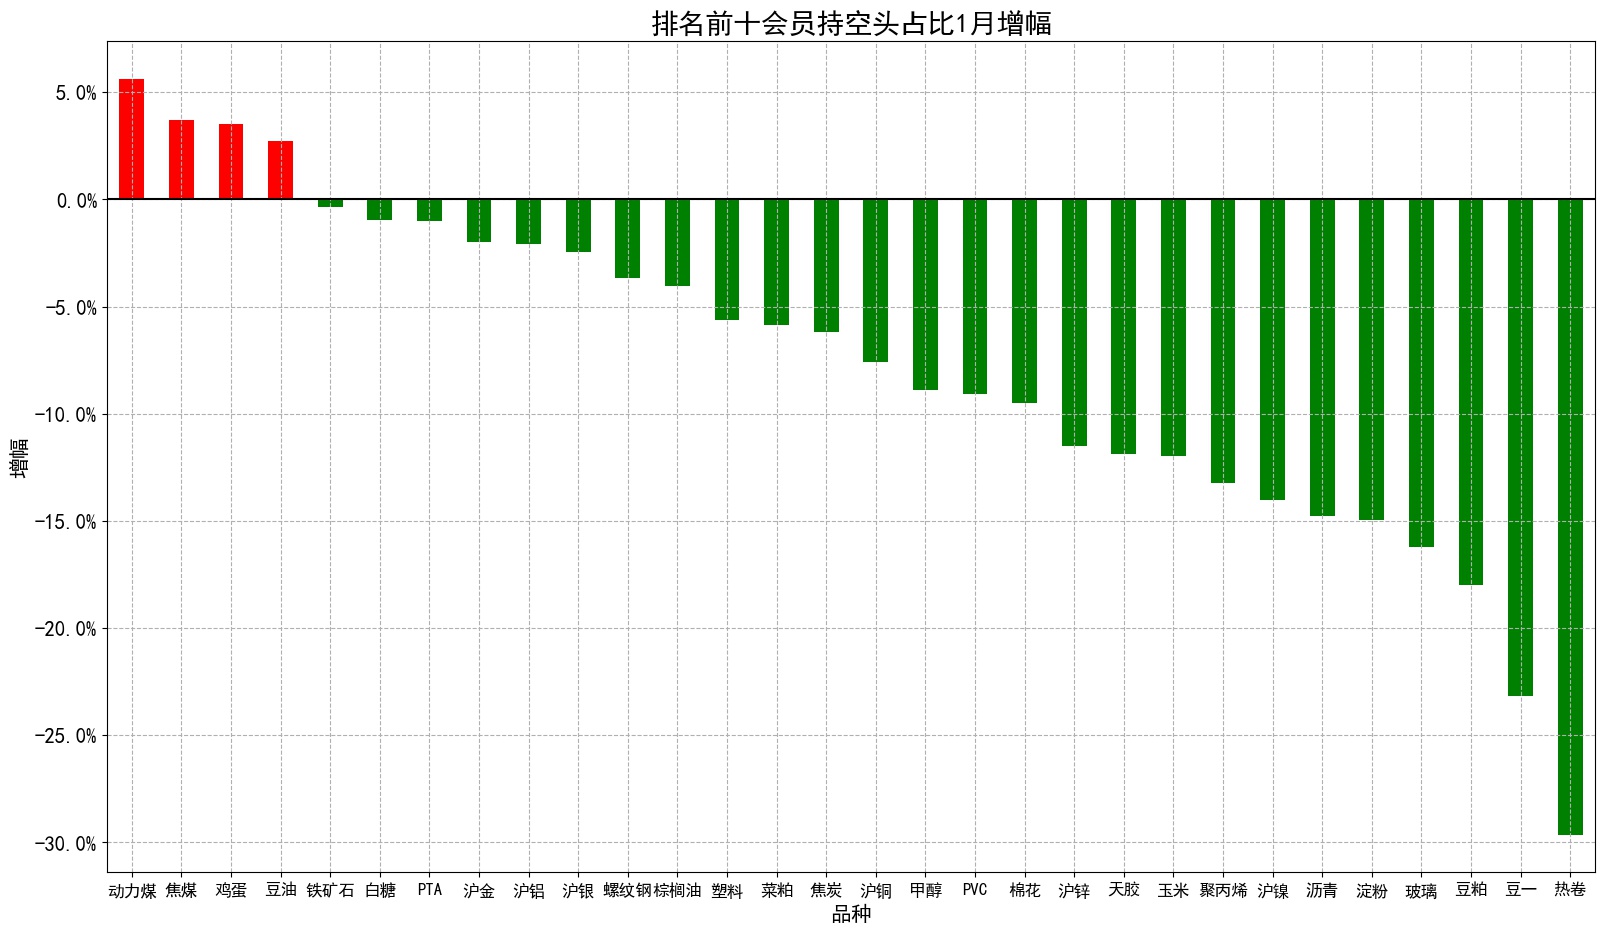 排名前十会员持空头占比1月增幅
5.0%
0.0%
−5.0%
−10.0%
−15.0%
−20.0%
−25.0%
−30.0%
增幅
动力煤 焦煤 鸡蛋 豆油 铁矿石 白糖 PTA 沪金 沪铝 沪银 螺纹钢 棕榈油 塑料 菜粕 焦炭 沪铜 甲醇 PVC 棉花 沪锌 天胶 玉米 聚丙烯 沪镍 沥青 淀粉 玻璃 豆粕 豆一 热卷
品种